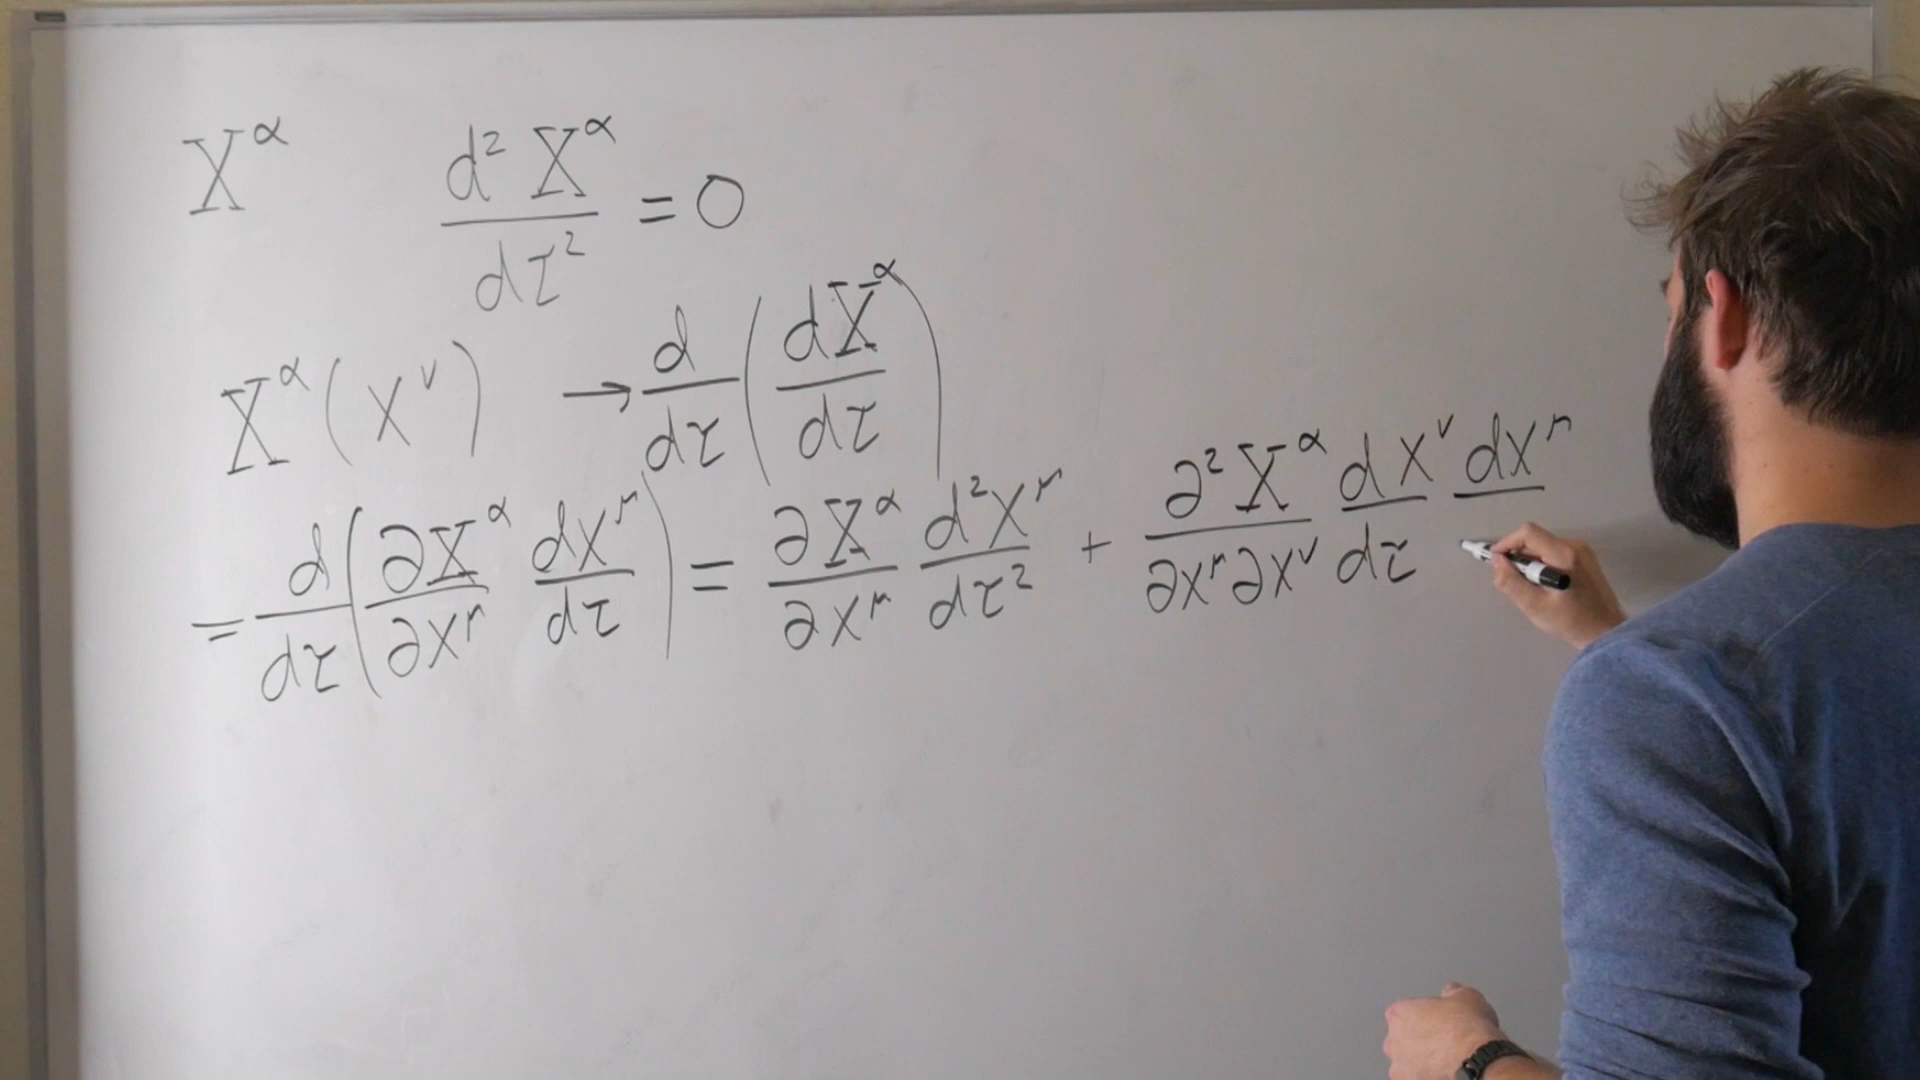 X^α    d²X^α/dτ² = 0
X^α(x^ν) → d/dτ (dX^α/dτ)
= d/dτ (∂X^α/∂x^μ dx^μ/dτ) = ∂X^α/∂x^μ d²x^μ/dτ² + ∂²X^α/∂x^μ∂x^ν dx^ν/dτ dx^μ/